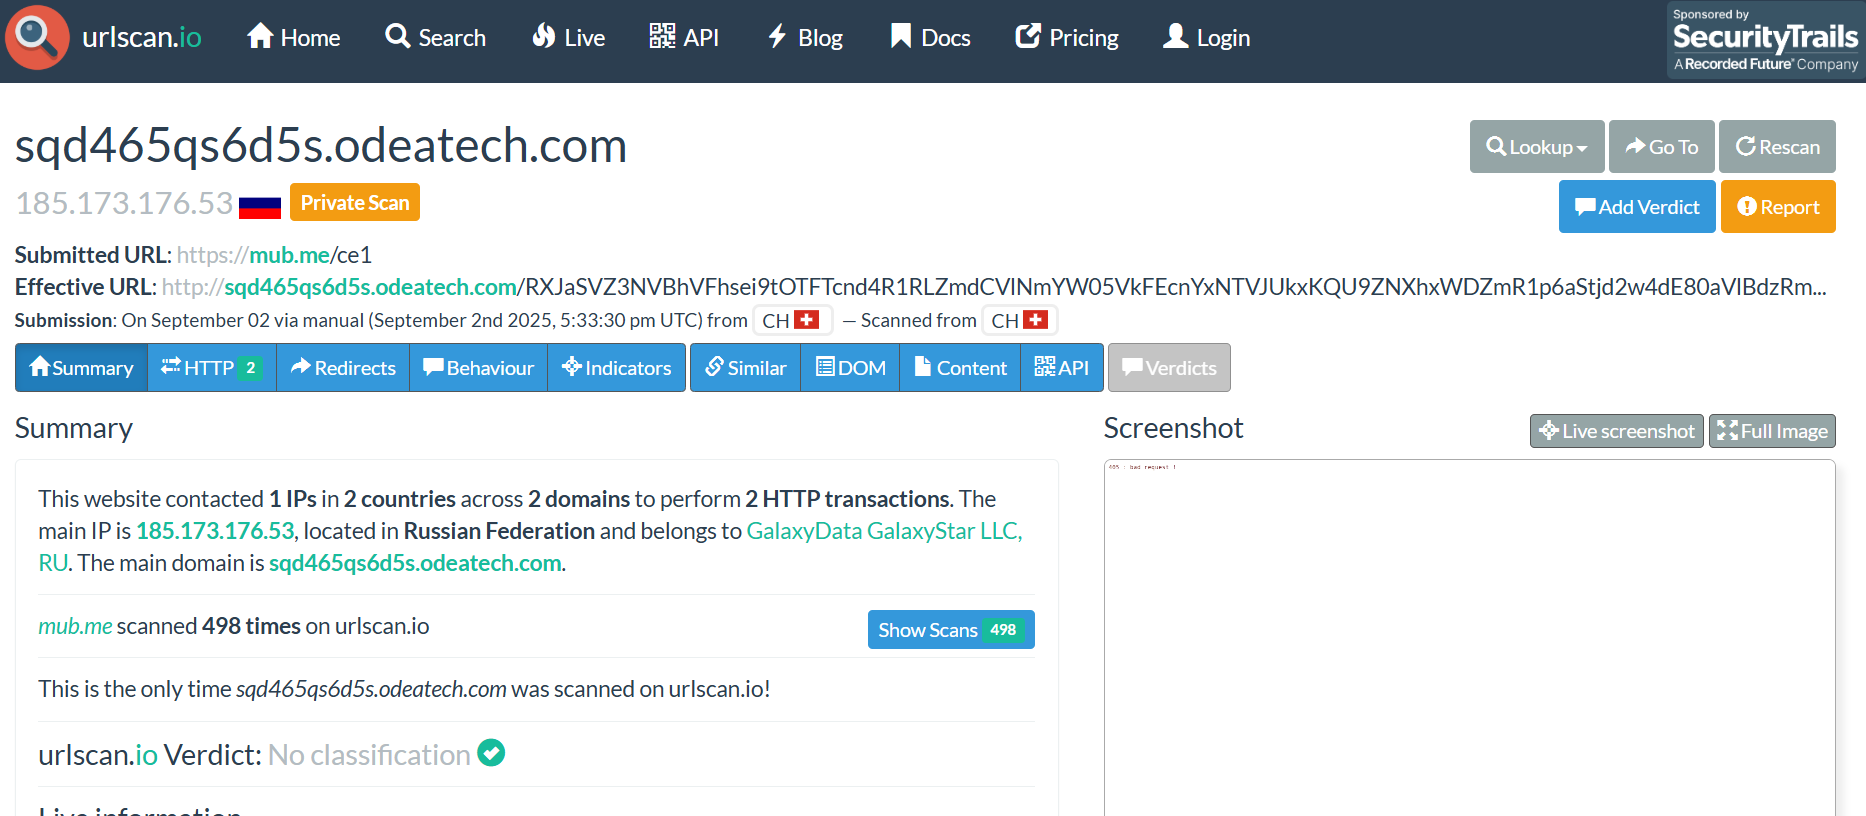 urlscan.io Home Search Live API Blog Docs Pricing Login
Sponsored by
SecurityTrails
A Recorded Future® Company
sqd465qs6d5s.odeatech.com
Lookup Go To Rescan
185.173.176.53 Private Scan
Add Verdict Report
Submitted URL: https://mub.me/ce1
Effective URL: http://sqd465qs6d5s.odeatech.com/RXJaSVZ3NVBhVFhsei9tOTFTcnd4R1RLZmdCVlNmYW05VkFEcnYxNTVJUkxKQU9ZNXhxWDZmR1p6aStjd2w4dE80aVlBdzRm...
Submission: On September 02 via manual (September 2nd 2025, 5:33:30 pm UTC) from CH — Scanned from CH
Summary HTTP 2 Redirects Behaviour Indicators Similar DOM Content API Verdicts
Summary
This website contacted 1 IPs in 2 countries across 2 domains to perform 2 HTTP transactions. The
main IP is 185.173.176.53, located in Russian Federation and belongs to GalaxyData GalaxyStar LLC,
RU. The main domain is sqd465qs6d5s.odeatech.com.
mub.me scanned 498 times on urlscan.io
Show Scans 498
This is the only time sqd465qs6d5s.odeatech.com was scanned on urlscan.io!
urlscan.io Verdict: No classification
Live information
Screenshot
Live screenshot Full Image
405 : bad request !